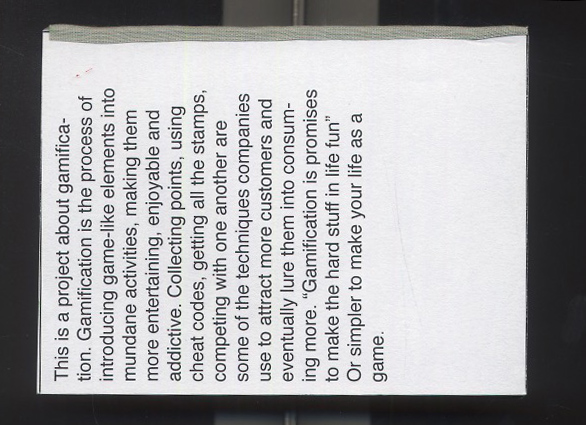 This is a project about gamifica-
tion. Gamification is the process of
introducing game-like elements into
mundane activities, making them
more entertaining, enjoyable and
addictive. Collecting points, using
cheat codes, getting all the stamps,
competing with one another are
some of the techniques companies
use to attract more customers and
eventually lure them into consum-
ing more. “Gamification is promises
to make the hard stuff in life fun”
Or simpler to make your life as a
game.